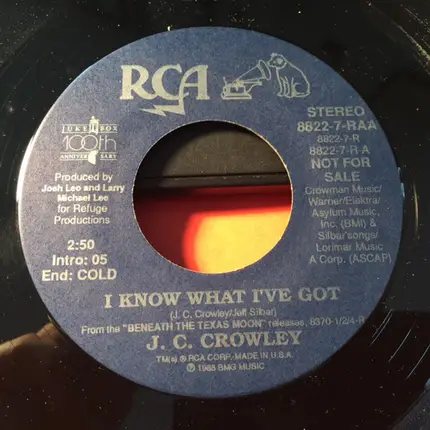 RCA
STEREO
8822-7-RAA
8822-7-R
8822-7-R-A
NOT FOR
SALE
JUKE BOX
100th
ANNIVERSARY
Produced by
Josh Leo and Larry
Michael Lee
for Refuge
Productions
Crowman Music/
Warner/Elektra/
Asylum Music,
Inc. (BMI) &
Silbar songs/
Lorimar Music
A Corp. (ASCAP)
2:50
Intro: 05
End: COLD
I KNOW WHAT I'VE GOT
(J. C. Crowley/Jeff Silbar)
From the "BENEATH THE TEXAS MOON" releases, 8370-1/2/4-R
J. C. CROWLEY
TM(s) ® RCA CORP.-MADE IN U.S.A.
℗ 1988 BMG MUSIC